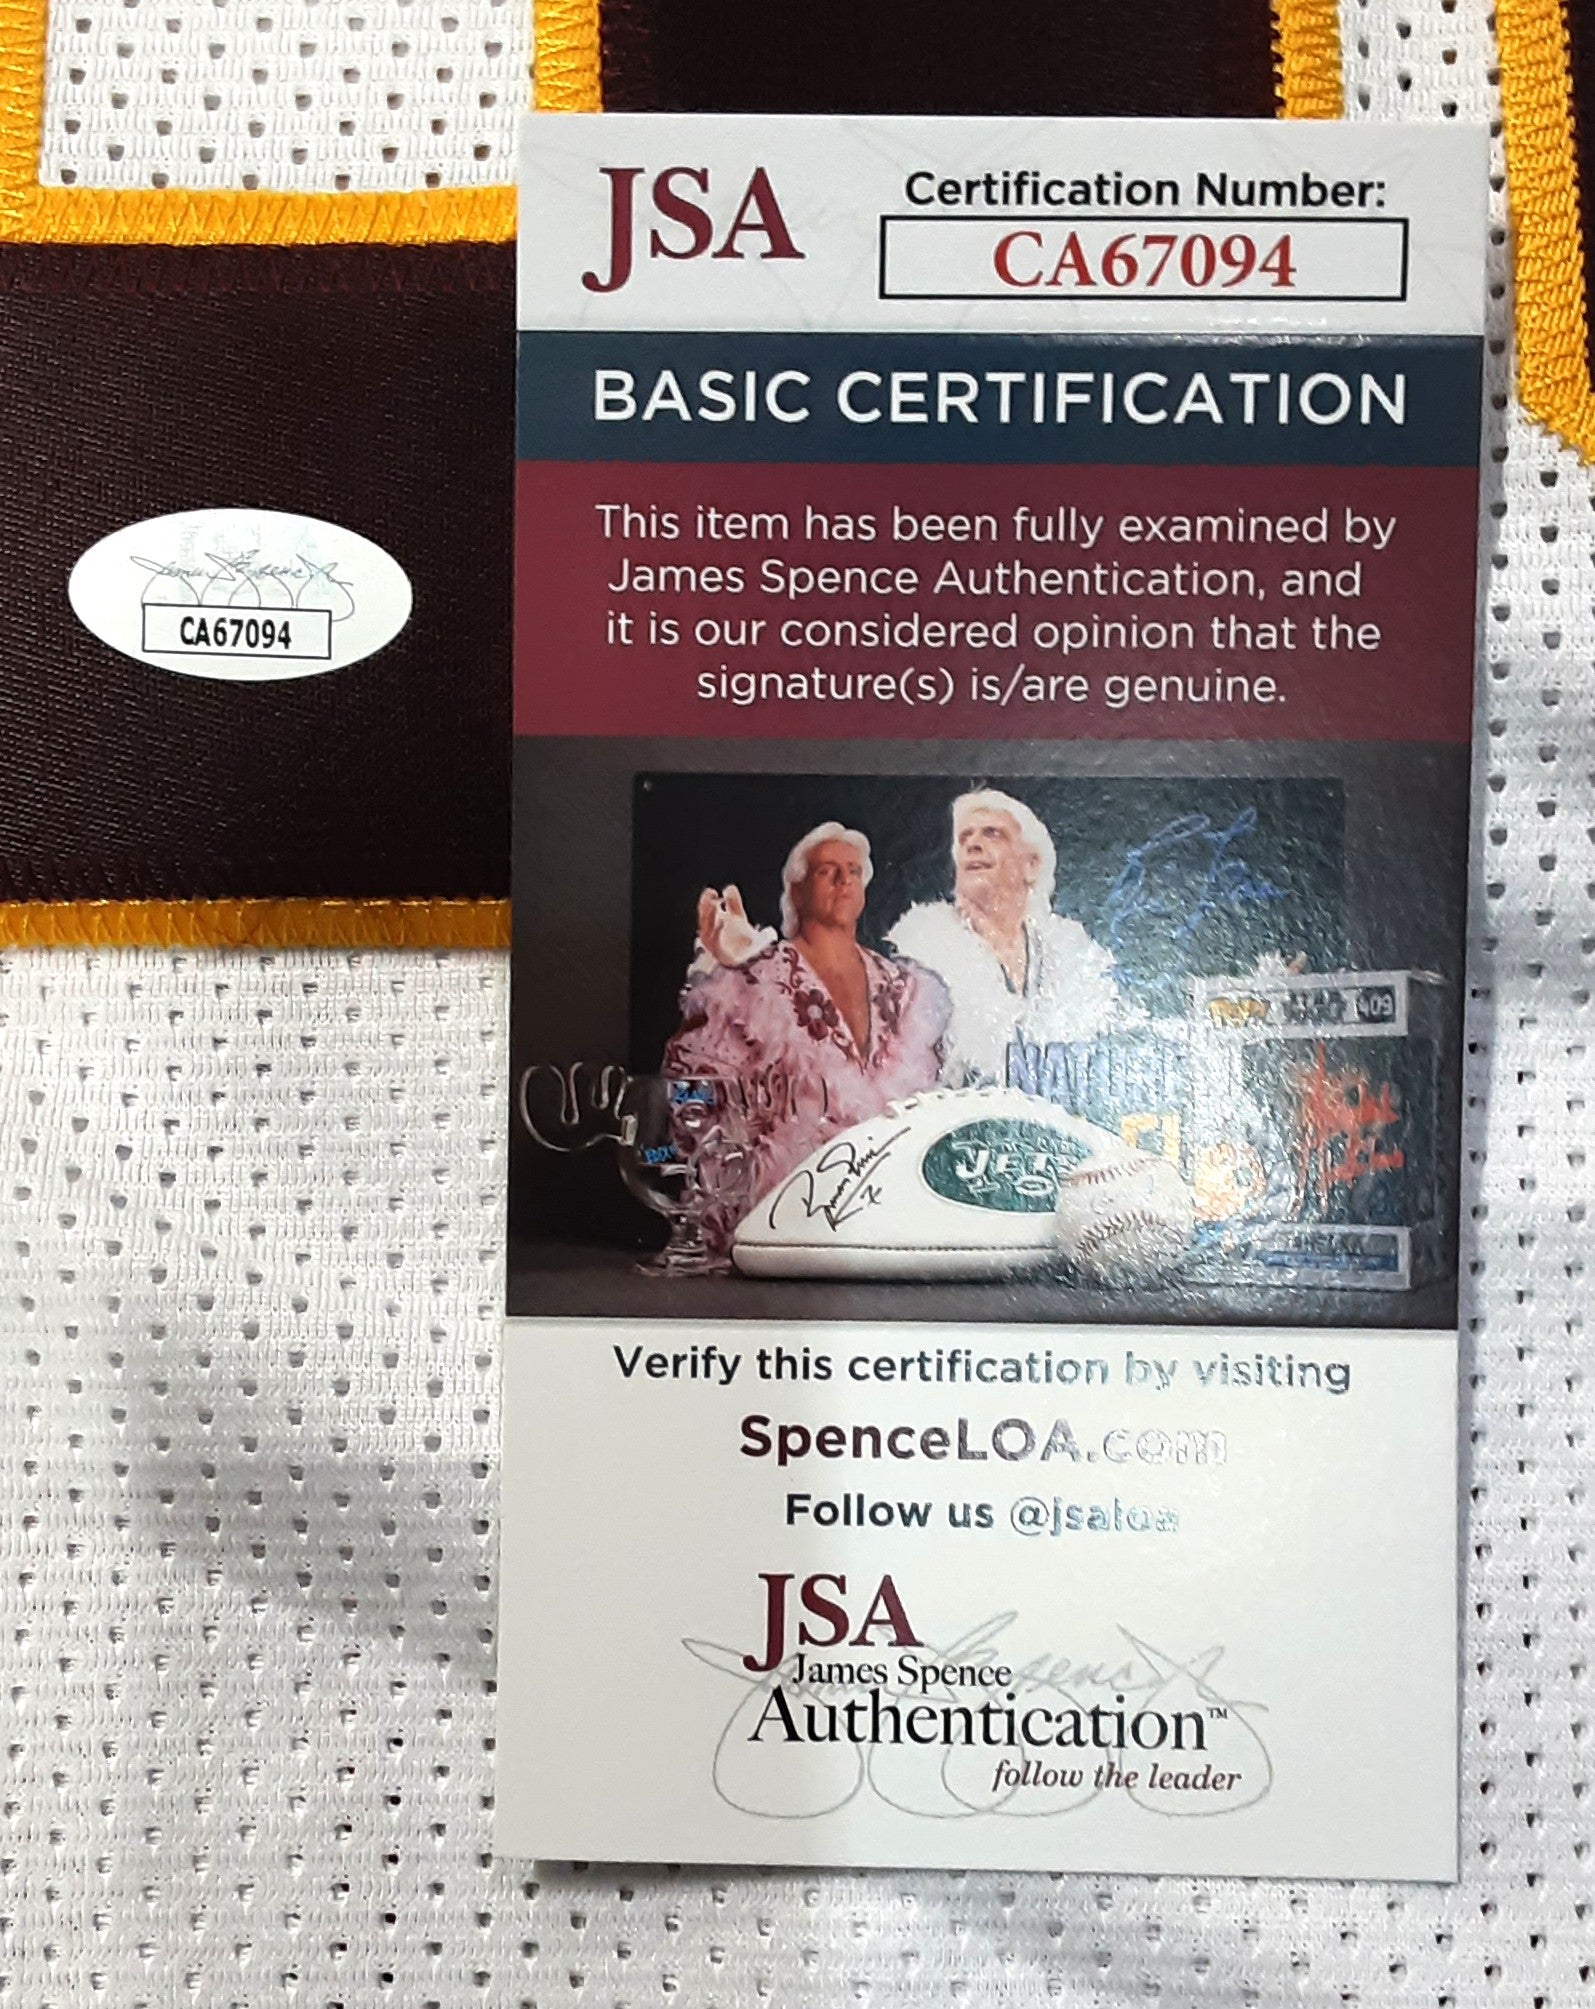 JSA
Certification Number:
CA67094
BASIC CERTIFICATION
This item has been fully examined by
James Spence Authentication, and
it is our considered opinion that the
signature(s) is/are genuine.
CA67094
409
JETS
Verify this certification by visiting
SpenceLOA.com
Follow us @jsaloa
JSA
James Spence
Authentication™
follow the leader